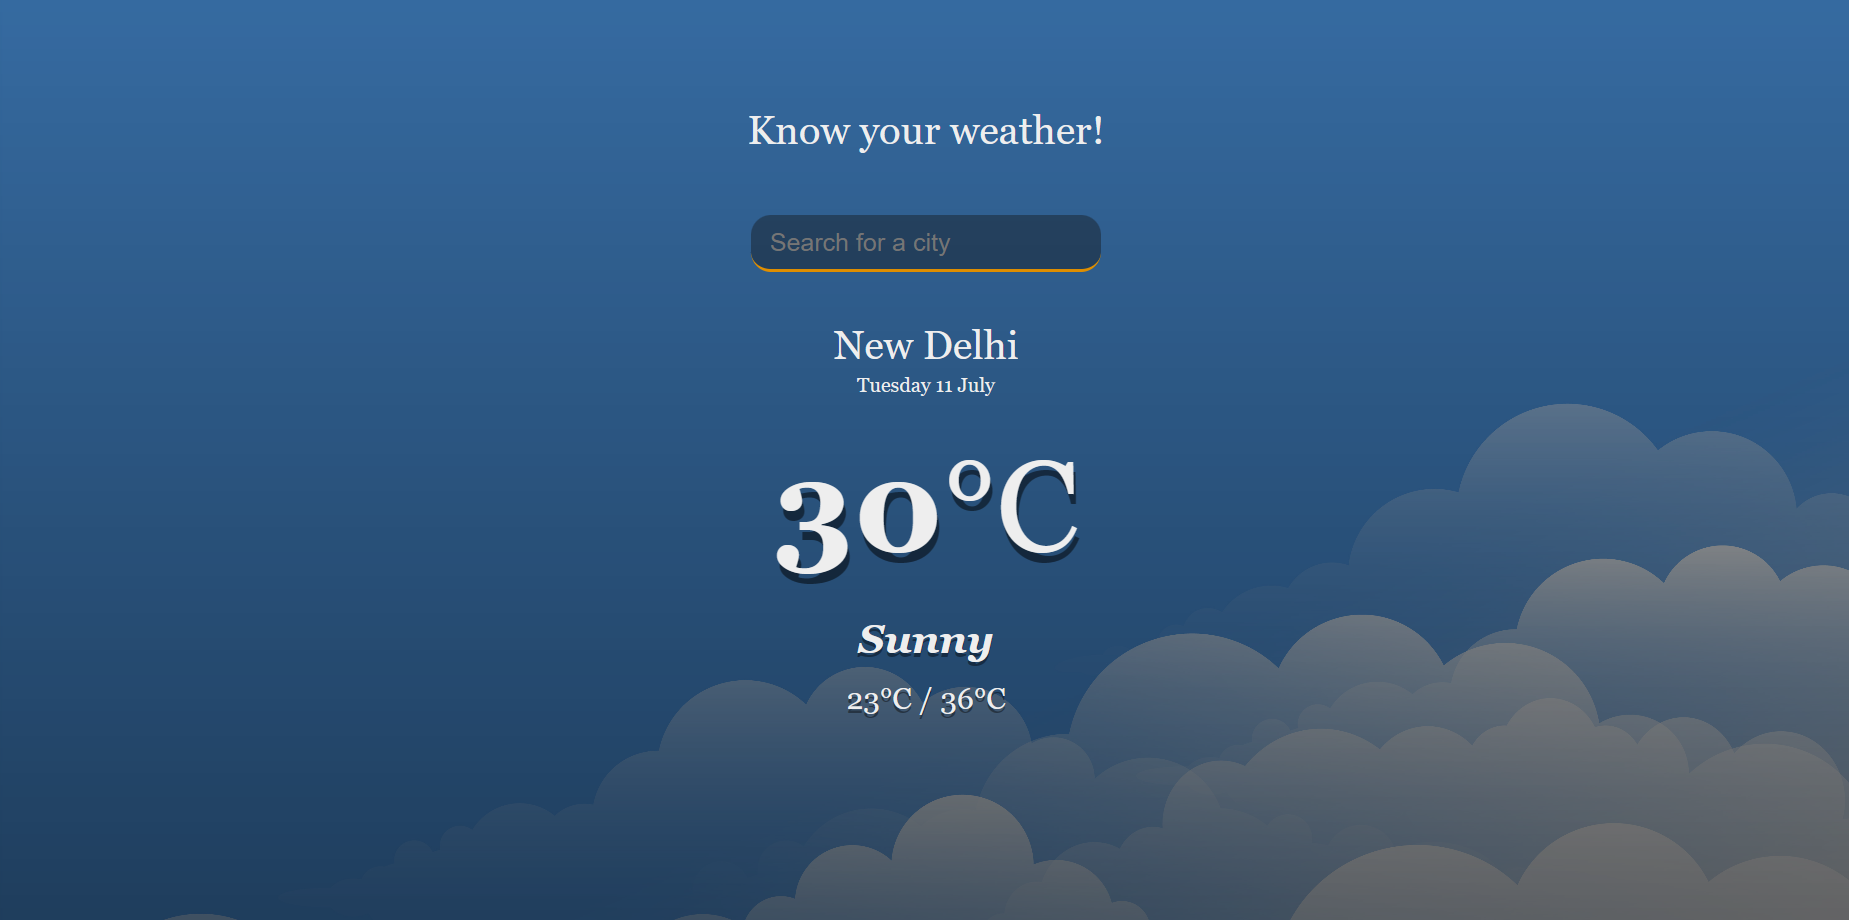 Know your weather!
Search for a city
New Delhi
Tuesday 11 July
30°C
Sunny
23°C / 36°C